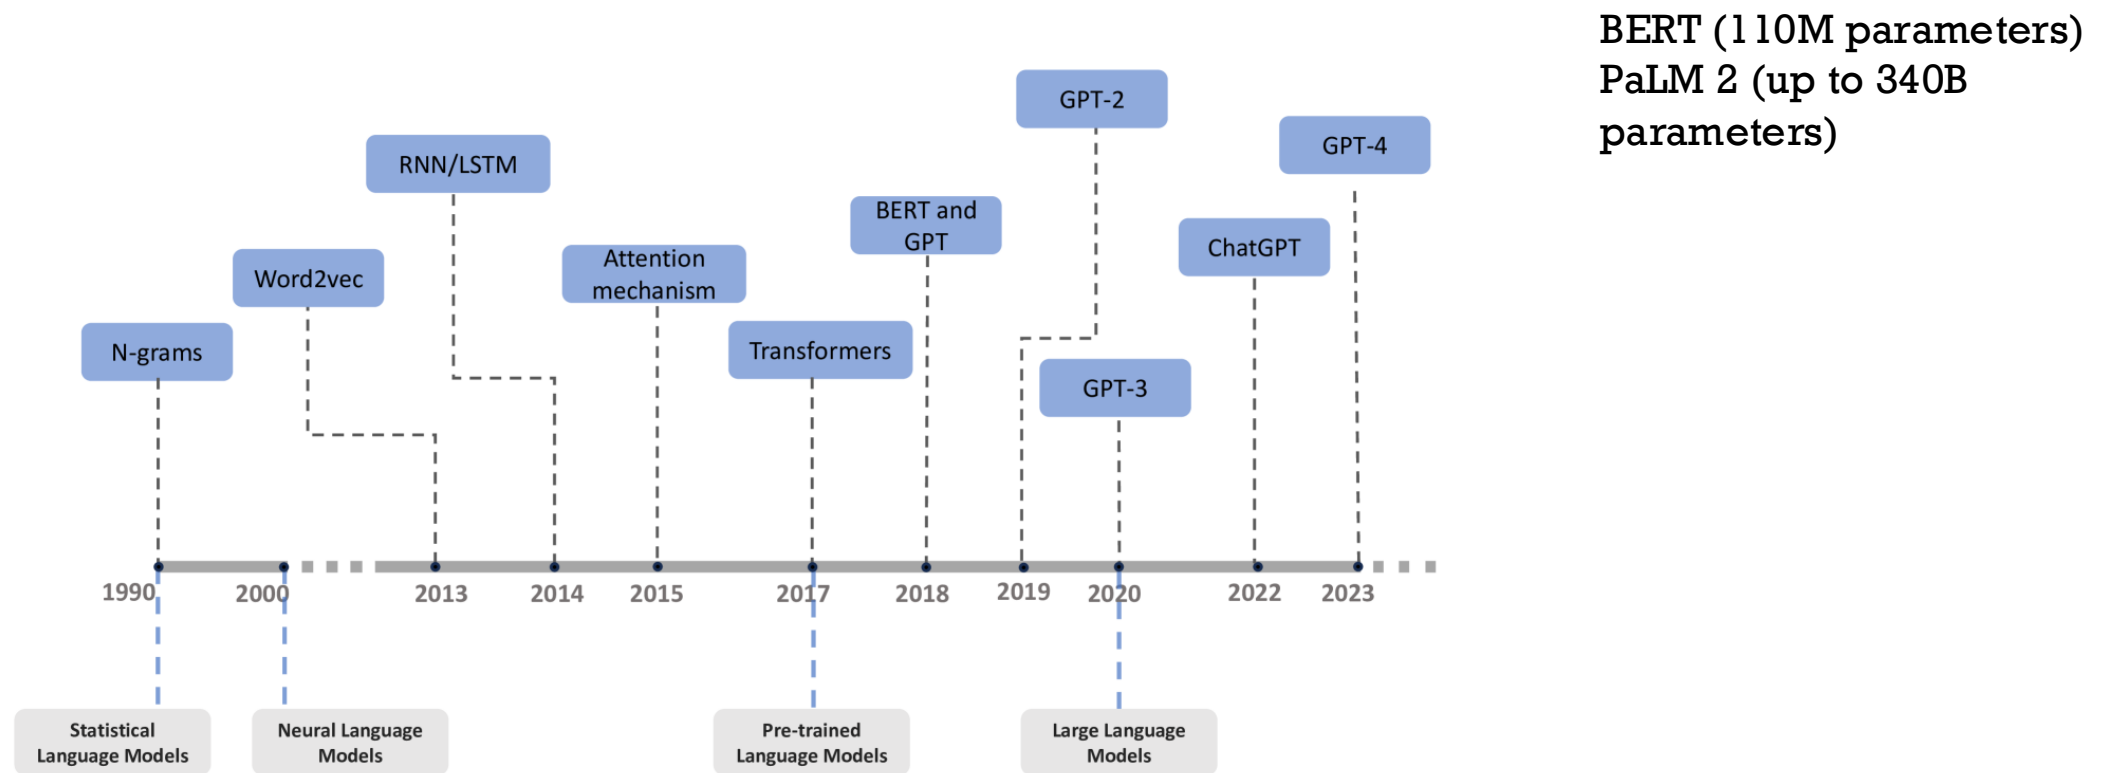 BERT (110M parameters)
PaLM 2 (up to 340B
parameters)
GPT-2
GPT-4
RNN/LSTM
BERT and
GPT
ChatGPT
Attention
mechanism
Word2vec
Transformers
N-grams
GPT-3
1990
2000
2013
2014
2015
2017
2018
2019
2020
2022
2023
Statistical
Language Models
Neural Language
Models
Pre-trained
Language Models
Large Language
Models